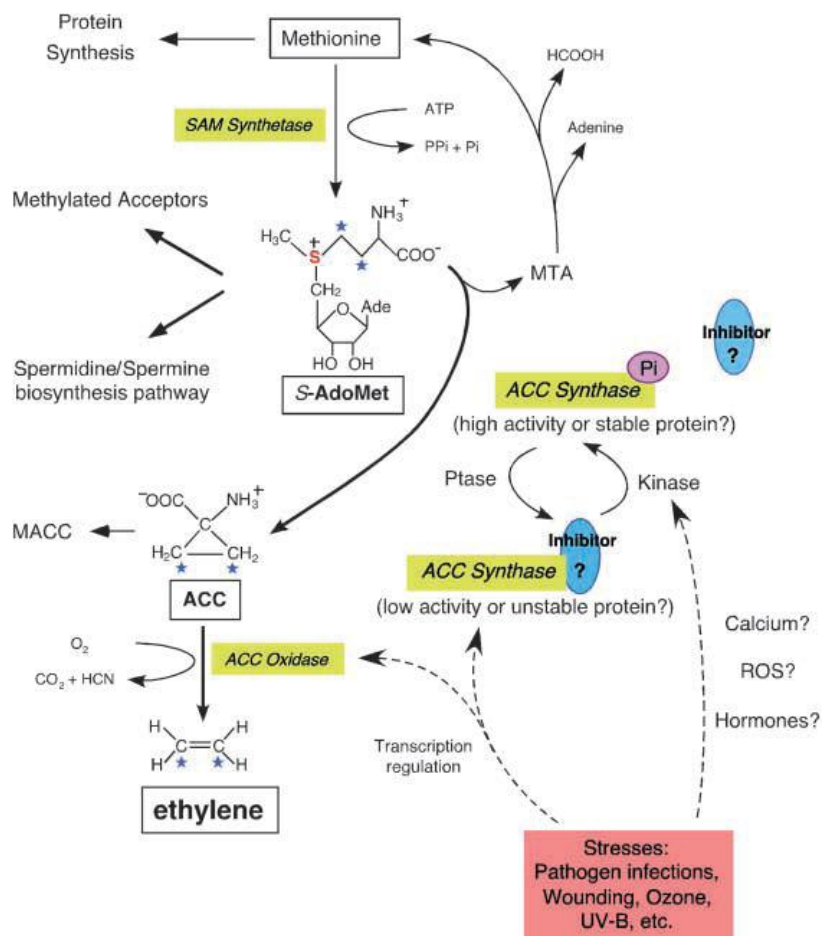 Protein
Synthesis
Methionine
HCOOH
SAM Synthetase
ATP
PPi + Pi
Adenine
Methylated Acceptors
H₃C
S
+
NH₃
+
COO⁻
MTA
CH₂
O
Ade
HO OH
S-AdoMet
Spermidine/Spermine
biosynthesis pathway
Inhibitor
?
Pi
ACC Synthase
(high activity or stable protein?)
Ptase
Kinase
⁻OOC
NH₃
+
C
H₂C
CH₂
MACC
ACC
Inhibitor
?
ACC Synthase
(low activity or unstable protein?)
O₂
CO₂ + HCN
ACC Oxidase
Calcium?
ROS?
Hormones?
H
H
C
C
H
H
ethylene
Transcription
regulation
Stresses:
Pathogen infections,
Wounding, Ozone,
UV-B, etc.